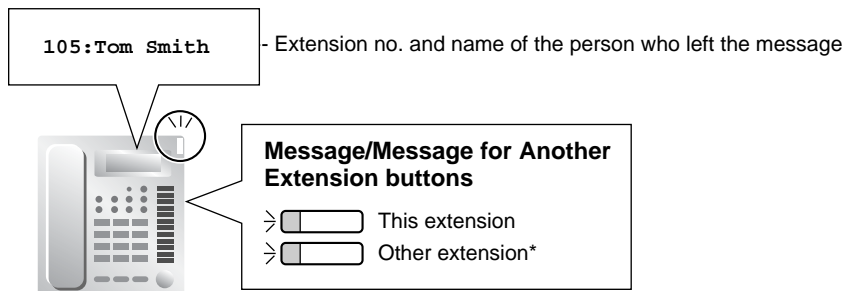 105:Tom Smith
- Extension no. and name of the person who left the message
Message/Message for Another
Extension buttons
This extension
Other extension*